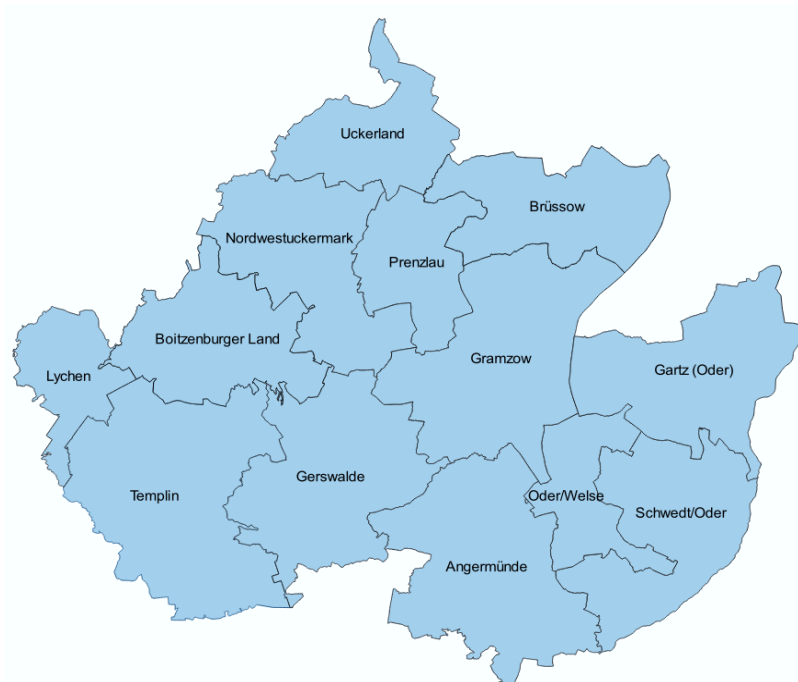 Uckerland
Brüssow
Nordwestuckermark
Prenzlau
Boitzenburger Land
Gramzow
Gartz (Oder)
Lychen
Gerswalde
Templin
Oder/Welse
Schwedt/Oder
Angermünde